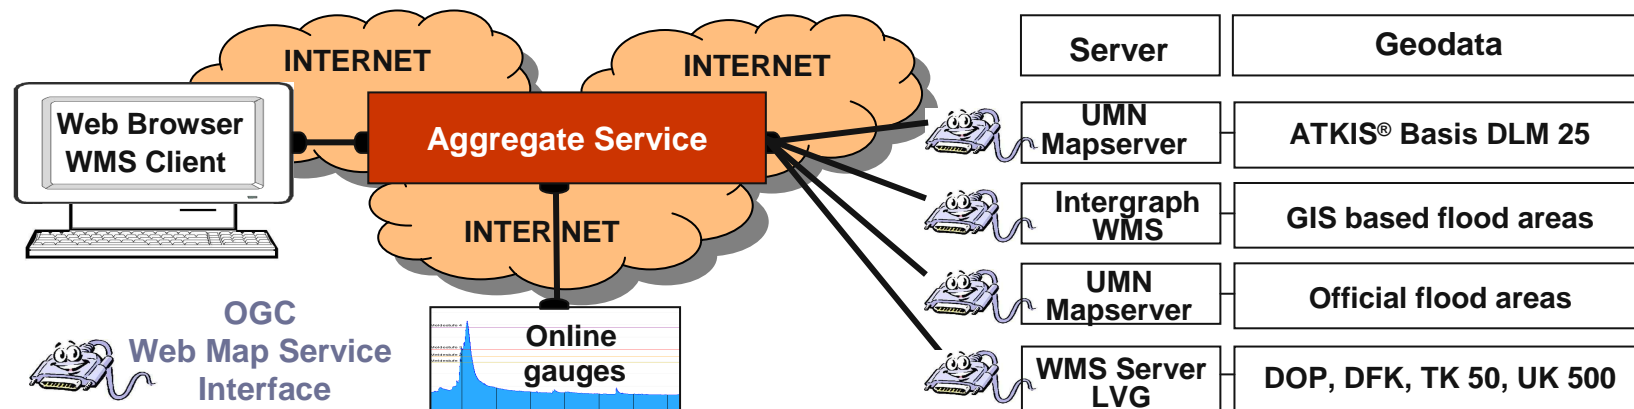 INTERNET
INTERNET
Server
Geodata
Web Browser
WMS Client
Aggregate Service
UMN
Mapserver
ATKIS® Basis DLM 25
INTERNET
Intergraph
WMS
GIS based flood areas
UMN
Mapserver
Official flood areas
OGC
Web Map Service
Interface
Online
gauges
WMS Server
LVG
DOP, DFK, TK 50, UK 500